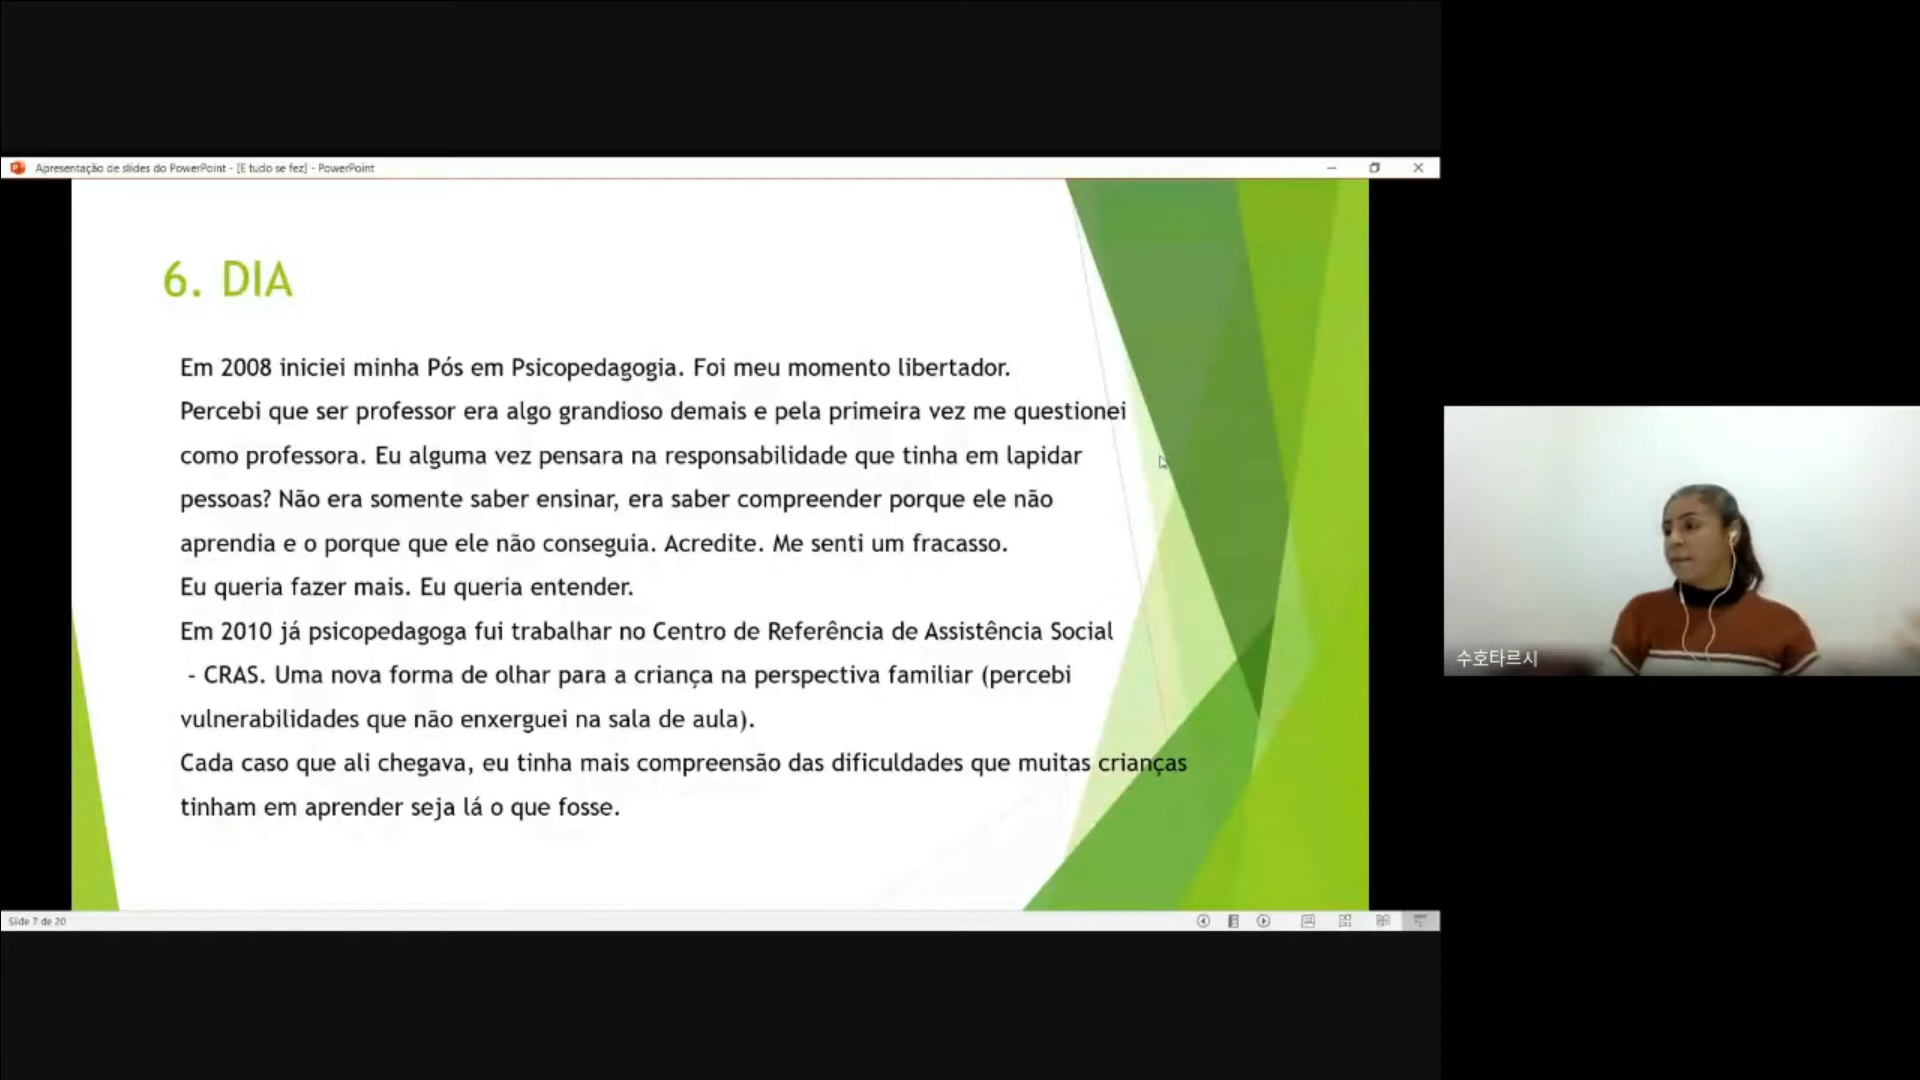 Apresentação de slides do PowerPoint - [E tudo se fez] - PowerPoint
6. DIA
Em 2008 iniciei minha Pós em Psicopedagogia. Foi meu momento libertador.
Percebi que ser professor era algo grandioso demais e pela primeira vez me questionei
como professora. Eu alguma vez pensara na responsabilidade que tinha em lapidar
pessoas? Não era somente saber ensinar, era saber compreender porque ele não
aprendia e o porque que ele não conseguia. Acredite. Me senti um fracasso.
Eu queria fazer mais. Eu queria entender.
Em 2010 já psicopedagoga fui trabalhar no Centro de Referência de Assistência Social
- CRAS. Uma nova forma de olhar para a criança na perspectiva familiar (percebi
vulnerabilidades que não enxerguei na sala de aula).
Cada caso que ali chegava, eu tinha mais compreensão das dificuldades que muitas crianças
tinham em aprender seja lá o que fosse.
수호타르시
Slide 7 de 20